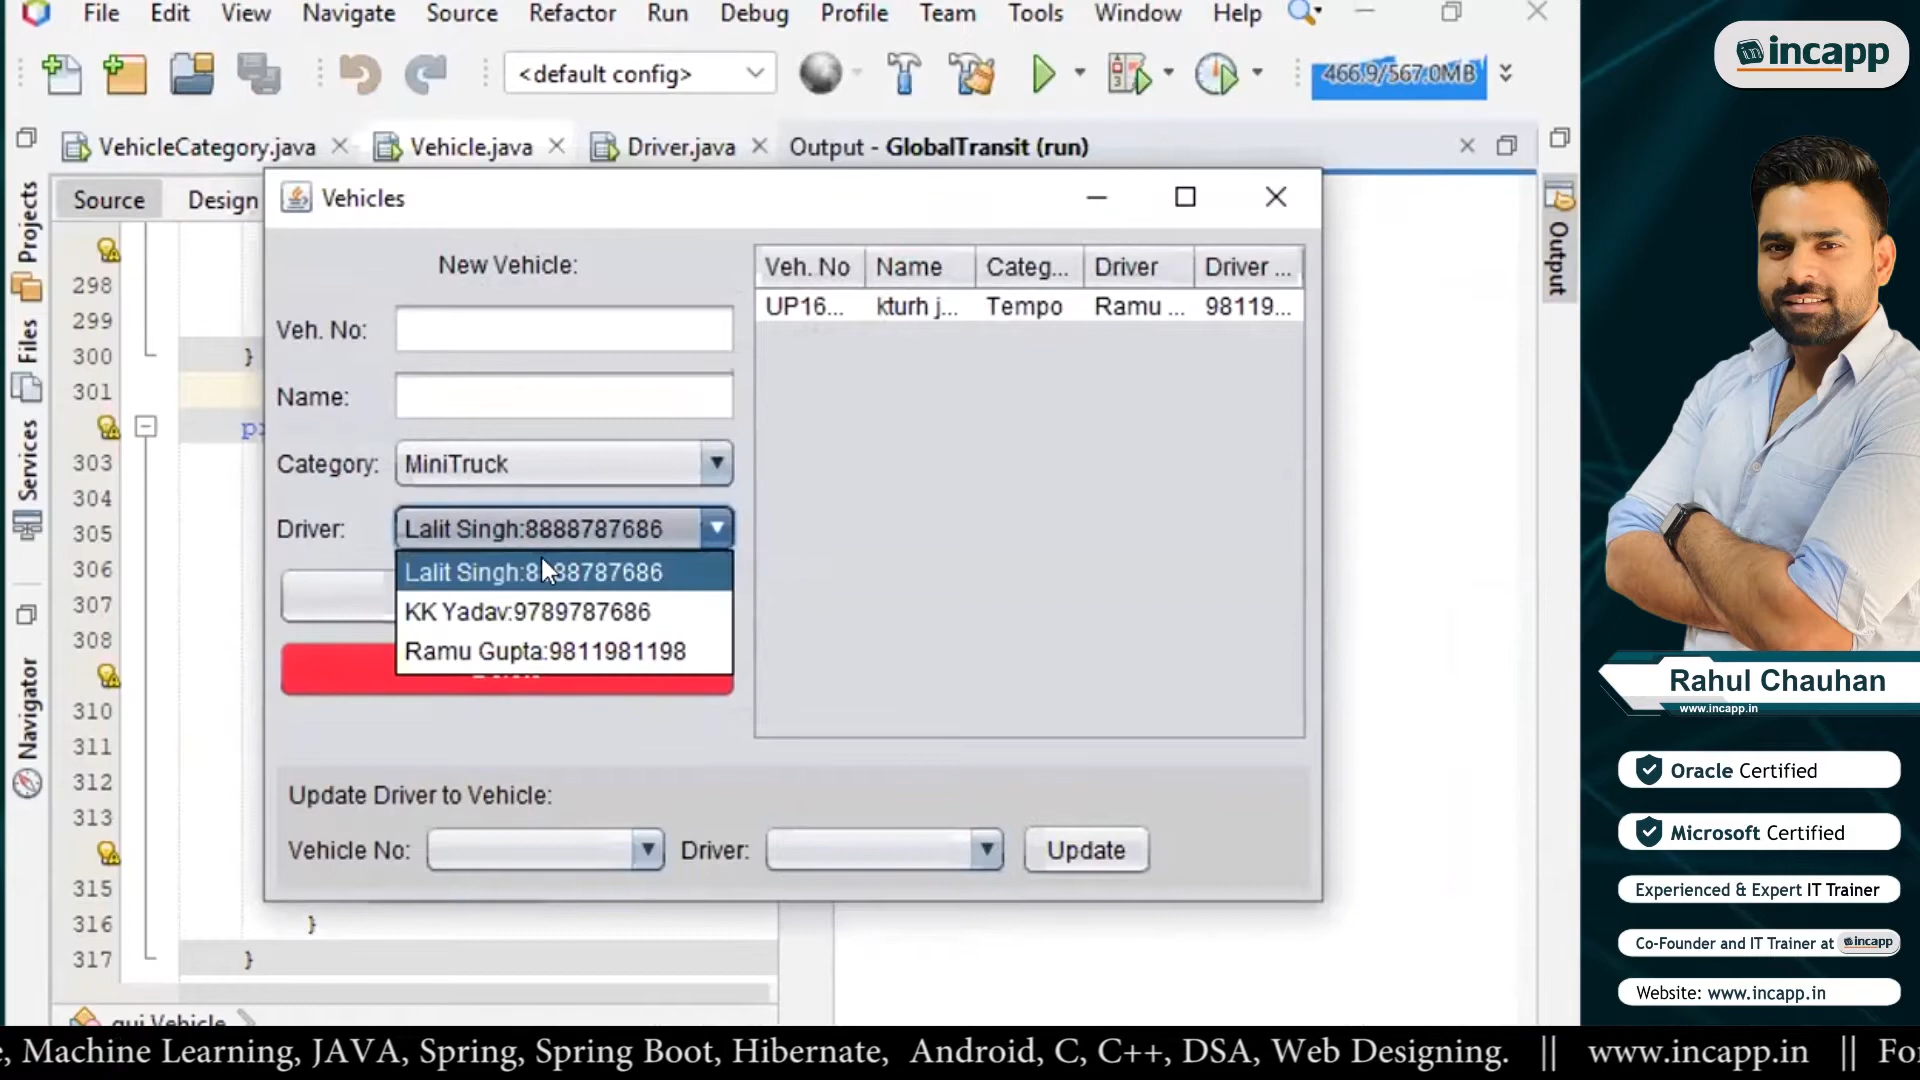 File Edit View Navigate Source Refactor Run Debug Profile Team Tools Window Help
<default config>
466.9/567.0MB
incapp
VehicleCategory.java
Vehicle.java
Driver.java
Output - GlobalTransit (run)
Projects
Files
Services
Navigator
Output
Source Design
298
299
300 }
301
303
304
305
306
307
308
310
311
312
313
315
316 }
317 }
Vehicles
New Vehicle:
Veh. No:
Name:
Category: MiniTruck
Driver: Lalit Singh:8888787686
Lalit Singh:8 88787686
KK Yadav:9789787686
Ramu Gupta:9811981198
Veh. No Name Categ... Driver Driver ...
UP16... kturh j... Tempo Ramu ... 98119...
Update Driver to Vehicle:
Vehicle No: Driver: Update
Rahul Chauhan
www.incapp.in
Oracle Certified
Microsoft Certified
Experienced & Expert IT Trainer
Co-Founder and IT Trainer at incapp
Website: www.incapp.in
, Machine Learning, JAVA, Spring, Spring Boot, Hibernate, Android, C, C++, DSA, Web Designing. || www.incapp.in || Fo